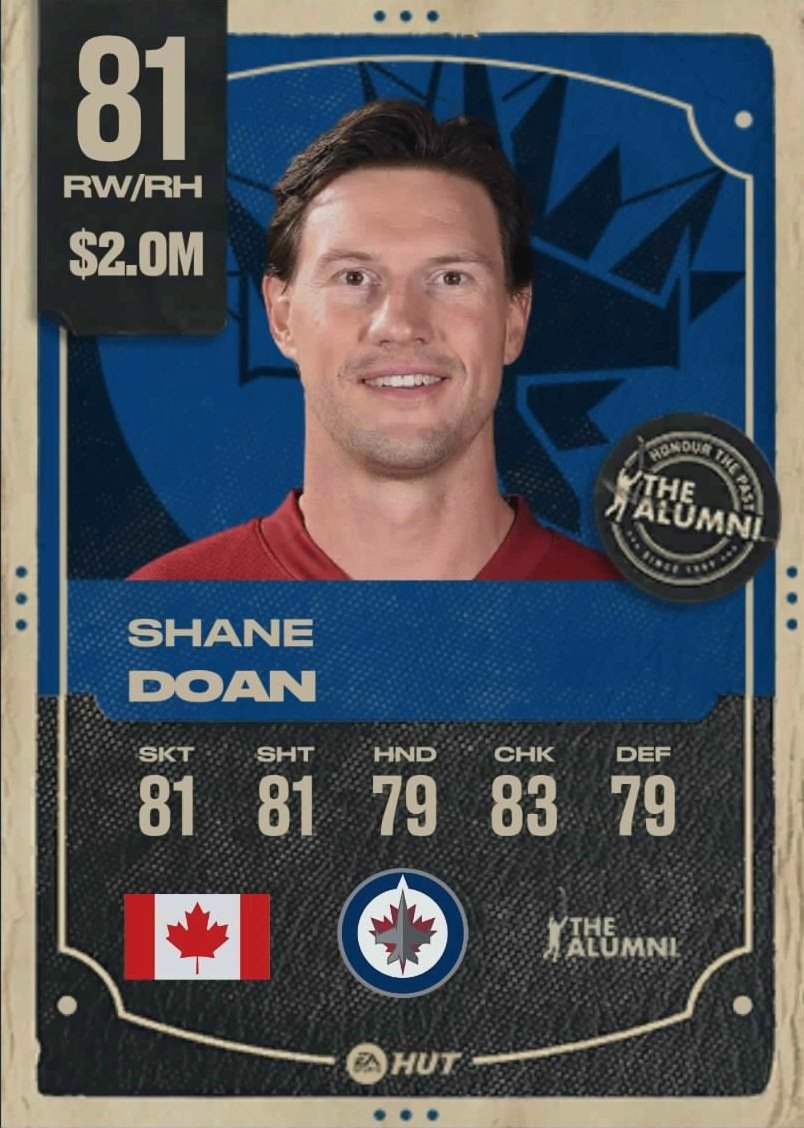 81
RW/RH
$2.0M
HONOUR THE PAST
THE
ALUMNI
SHANE
DOAN
SKT SHT HND CHK DEF
81 81 79 83 79
THE
ALUMNI
EA HUT